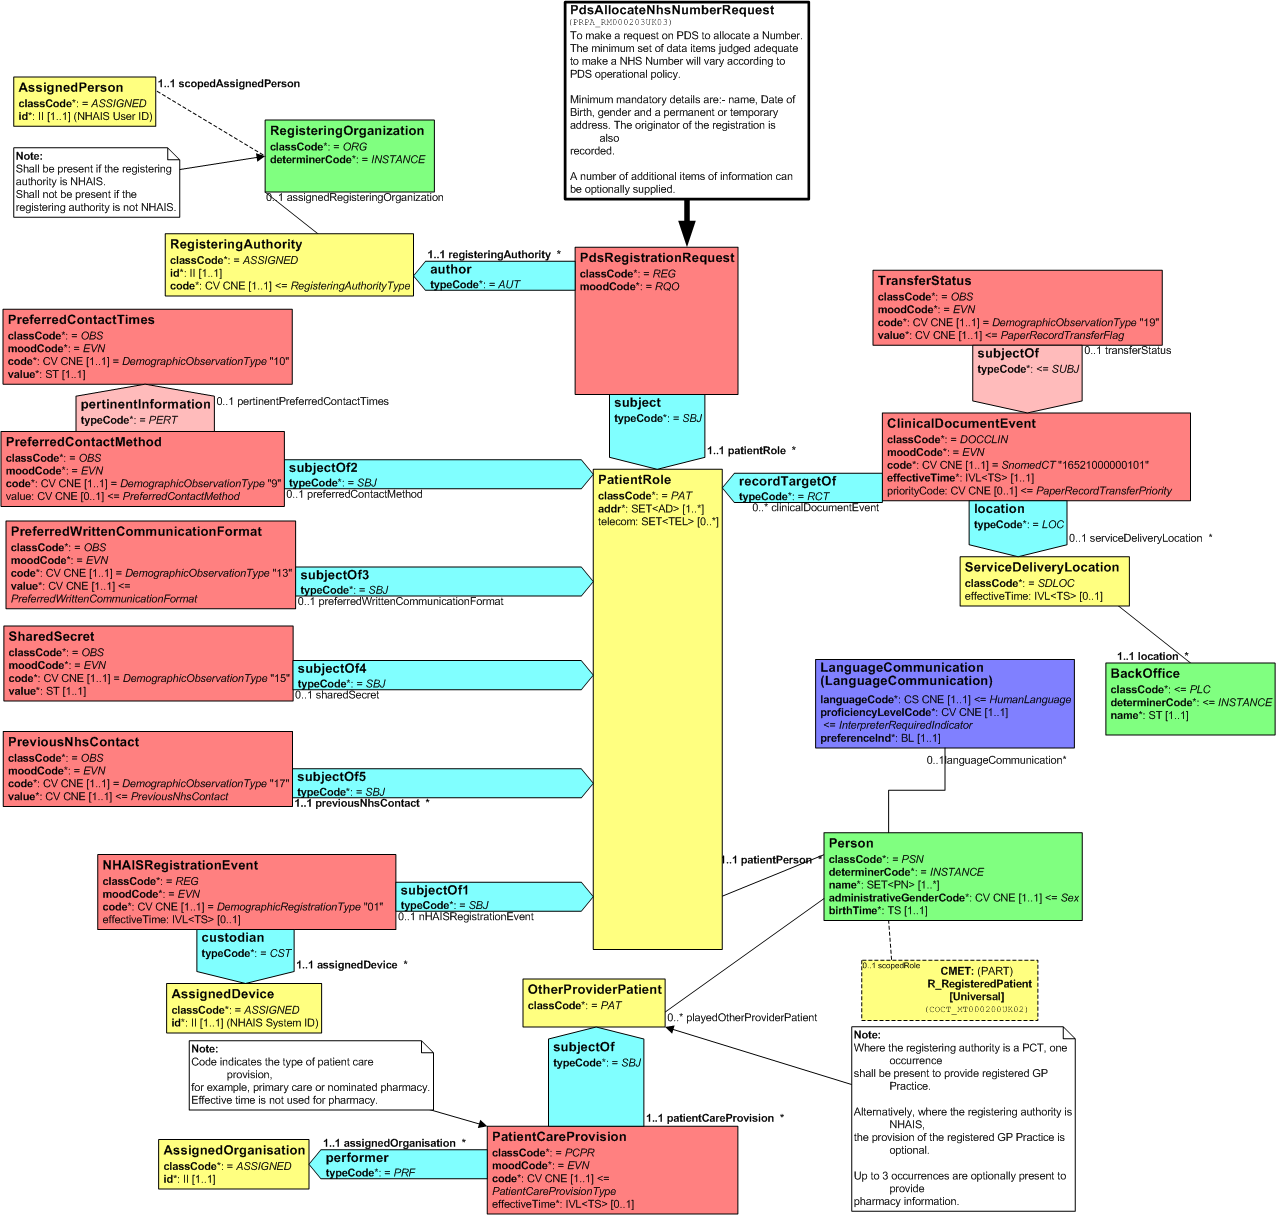 PdsAllocateNhsNumberRequest
(PRPA_RM000203UK03)
To make a request on PDS to allocate a Number.
The minimum set of data items judged adequate
to make a NHS Number will vary according to
PDS operational policy.
Minimum mandatory details are:- name, Date of
Birth, gender and a permanent or temporary
address. The originator of the registration is
also
recorded.
A number of additional items of information can
be optionally supplied.
AssignedPerson
classCode*: = ASSIGNED
id*: II [1..1] (NHAIS User ID)
1..1 scopedAssignedPerson
RegisteringOrganization
classCode*: = ORG
determinerCode*: = INSTANCE
Note:
Shall be present if the registering
authority is NHAIS.
Shall not be present if the
registering authority is not NHAIS.
0..1 assignedRegisteringOrganization
RegisteringAuthority
classCode*: = ASSIGNED
id*: II [1..1]
code*: CV CNE [1..1] <= RegisteringAuthorityType
1..1 registeringAuthority *
author
typeCode*: = AUT
PdsRegistrationRequest
classCode*: = REG
moodCode*: = RQO
TransferStatus
classCode*: = OBS
moodCode*: = EVN
code*: CV CNE [1..1] = DemographicObservationType "19"
value*: CV CNE [1..1] <= PaperRecordTransferFlag
subjectOf
typeCode*: <= SUBJ
0..1 transferStatus
PreferredContactTimes
classCode*: = OBS
moodCode*: = EVN
code*: CV CNE [1..1] = DemographicObservationType "10"
value*: ST [1..1]
pertinentInformation
typeCode*: = PERT
0..1 pertinentPreferredContactTimes
subject
typeCode*: = SBJ
1..1 patientRole *
ClinicalDocumentEvent
classCode*: = DOCCLIN
moodCode*: = EVN
code*: CV CNE [1..1] = SnomedCT "16521000000101"
effectiveTime*: IVL<TS> [1..1]
priorityCode: CV CNE [0..1] <= PaperRecordTransferPriority
PreferredContactMethod
classCode*: = OBS
moodCode*: = EVN
code*: CV CNE [1..1] = DemographicObservationType "9"
value: CV CNE [0..1] <= PreferredContactMethod
subjectOf2
typeCode*: = SBJ
0..1 preferredContactMethod
PatientRole
classCode*: = PAT
addr*: SET<AD> [1..*]
telecom: SET<TEL> [0..*]
recordTargetOf
typeCode*: = RCT
0..* clinicalDocumentEvent
location
typeCode*: = LOC
0..1 serviceDeliveryLocation *
PreferredWrittenCommunicationFormat
classCode*: = OBS
moodCode*: = EVN
code*: CV CNE [1..1] = DemographicObservationType "13"
value*: CV CNE [1..1] <=
PreferredWrittenCommunicationFormat
subjectOf3
typeCode*: = SBJ
0..1 preferredWrittenCommunicationFormat
ServiceDeliveryLocation
classCode*: = SDLOC
effectiveTime: IVL<TS> [0..1]
SharedSecret
classCode*: = OBS
moodCode*: = EVN
code*: CV CNE [1..1] = DemographicObservationType "15"
value*: ST [1..1]
subjectOf4
typeCode*: = SBJ
0..1 sharedSecret
1..1 location *
BackOffice
classCode*: <= PLC
determinerCode*: <= INSTANCE
name*: ST [1..1]
LanguageCommunication
(LanguageCommunication)
languageCode*: CS CNE [1..1] <= HumanLanguage
proficiencyLevelCode*: CV CNE [1..1]
<= InterpreterRequiredIndicator
preferenceInd*: BL [1..1]
0..1languageCommunication*
PreviousNhsContact
classCode*: = OBS
moodCode*: = EVN
code*: CV CNE [1..1] = DemographicObservationType "17"
value*: CV CNE [1..1] <= PreviousNhsContact
subjectOf5
typeCode*: = SBJ
1..1 previousNhsContact *
Person
classCode*: = PSN
determinerCode*: = INSTANCE
name*: SET<PN> [1..*]
administrativeGenderCode*: CV CNE [1..1] <= Sex
birthTime*: TS [1..1]
1..1 patientPerson *
NHAISRegistrationEvent
classCode*: = REG
moodCode*: = EVN
code*: CV CNE [1..1] = DemographicRegistrationType "01"
effectiveTime: IVL<TS> [0..1]
subjectOf1
typeCode*: = SBJ
0..1 nHAISRegistrationEvent
custodian
typeCode*: = CST
1..1 assignedDevice *
AssignedDevice
classCode*: = ASSIGNED
id*: II [1..1] (NHAIS System ID)
0..1 scopedRole
CMET: (PART)
R_RegisteredPatient
[Universal]
(COCT_MT000200UK02)
OtherProviderPatient
classCode*: = PAT
0..* playedOtherProviderPatient
subjectOf
typeCode*: = SBJ
1..1 patientCareProvision *
Note:
Code indicates the type of patient care
provision,
for example, primary care or nominated pharmacy.
Effective time is not used for pharmacy.
Note:
Where the registering authority is a PCT, one
occurrence
shall be present to provide registered GP
Practice.
Alternatively, where the registering authority is
NHAIS,
the provision of the registered GP Practice is
optional.
Up to 3 occurrences are optionally present to
provide
pharmacy information.
AssignedOrganisation
classCode*: = ASSIGNED
id*: II [1..1]
1..1 assignedOrganisation *
performer
typeCode*: = PRF
PatientCareProvision
classCode*: = PCPR
moodCode*: = EVN
code*: CV CNE [1..1] <=
PatientCareProvisionType
effectiveTime*: IVL<TS> [0..1]